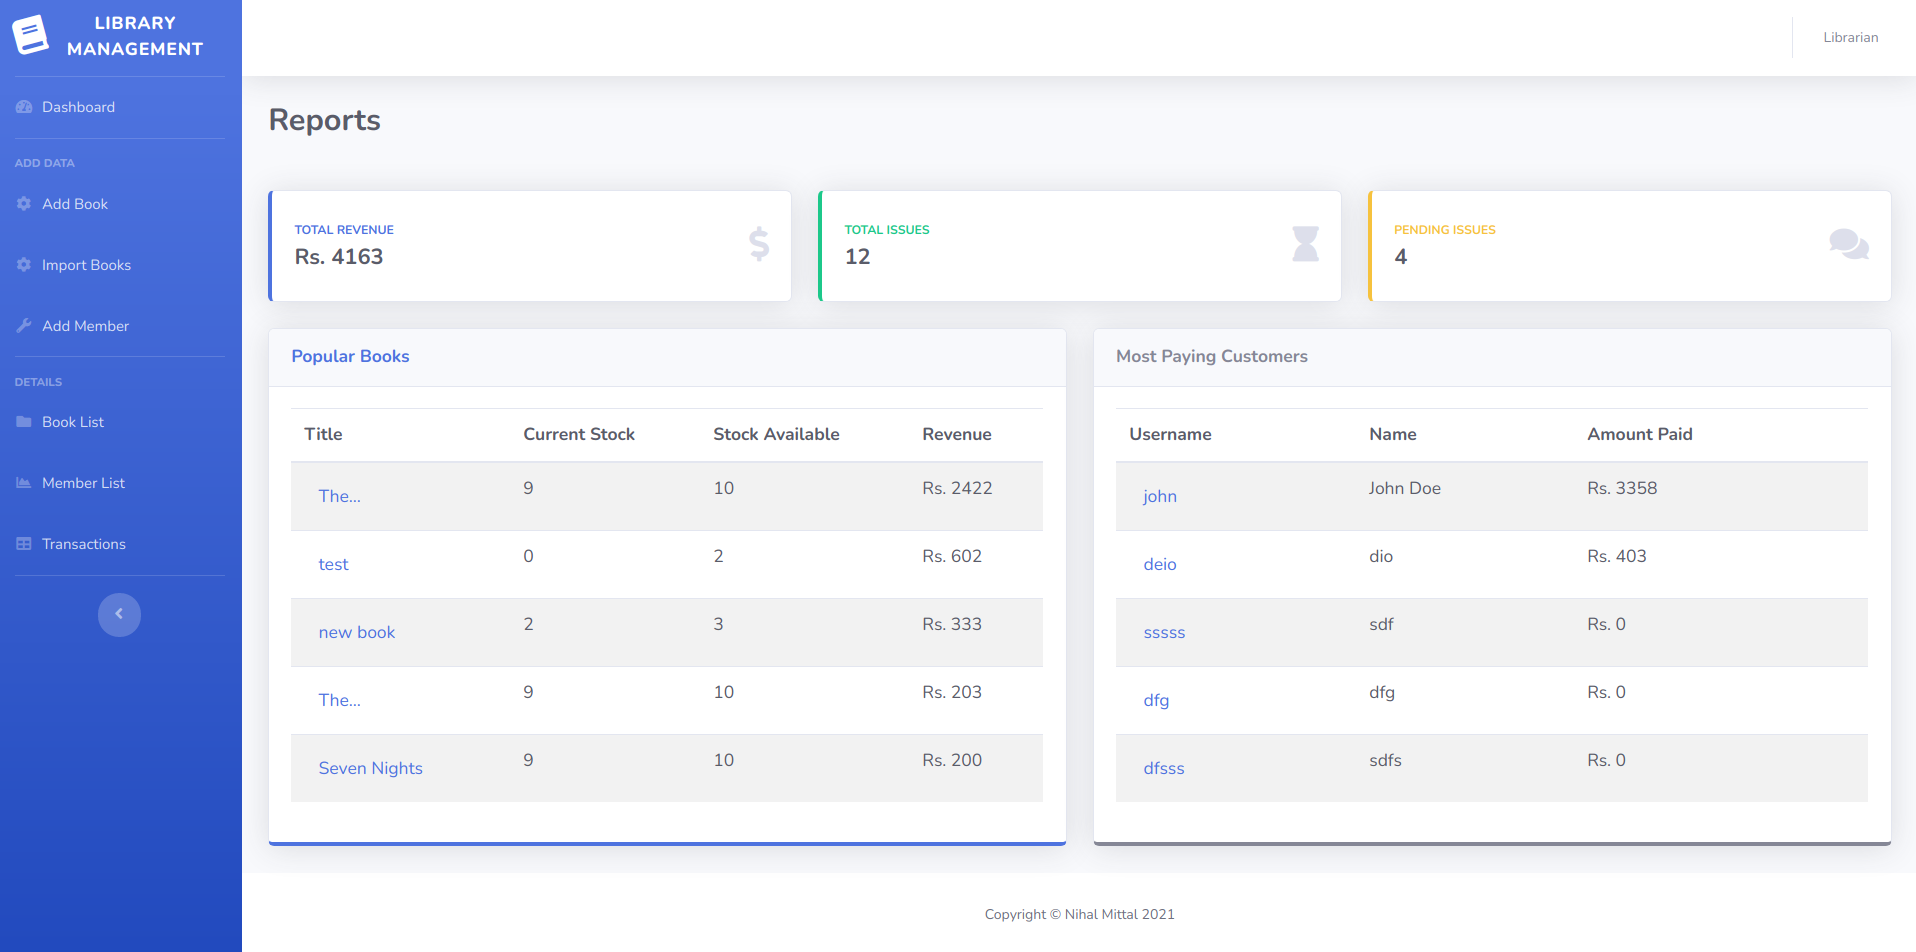 LIBRARY
MANAGEMENT
Librarian
Dashboard
ADD DATA
Add Book
Import Books
Add Member
DETAILS
Book List
Member List
Transactions
Reports
TOTAL REVENUE
Rs. 4163
TOTAL ISSUES
12
PENDING ISSUES
4
Popular Books
Title Current Stock Stock Available Revenue
The... 9 10 Rs. 2422
test 0 2 Rs. 602
new book 2 3 Rs. 333
The... 9 10 Rs. 203
Seven Nights 9 10 Rs. 200
Most Paying Customers
Username Name Amount Paid
john John Doe Rs. 3358
deio dio Rs. 403
sssss sdf Rs. 0
dfg dfg Rs. 0
dfsss sdfs Rs. 0
Copyright © Nihal Mittal 2021